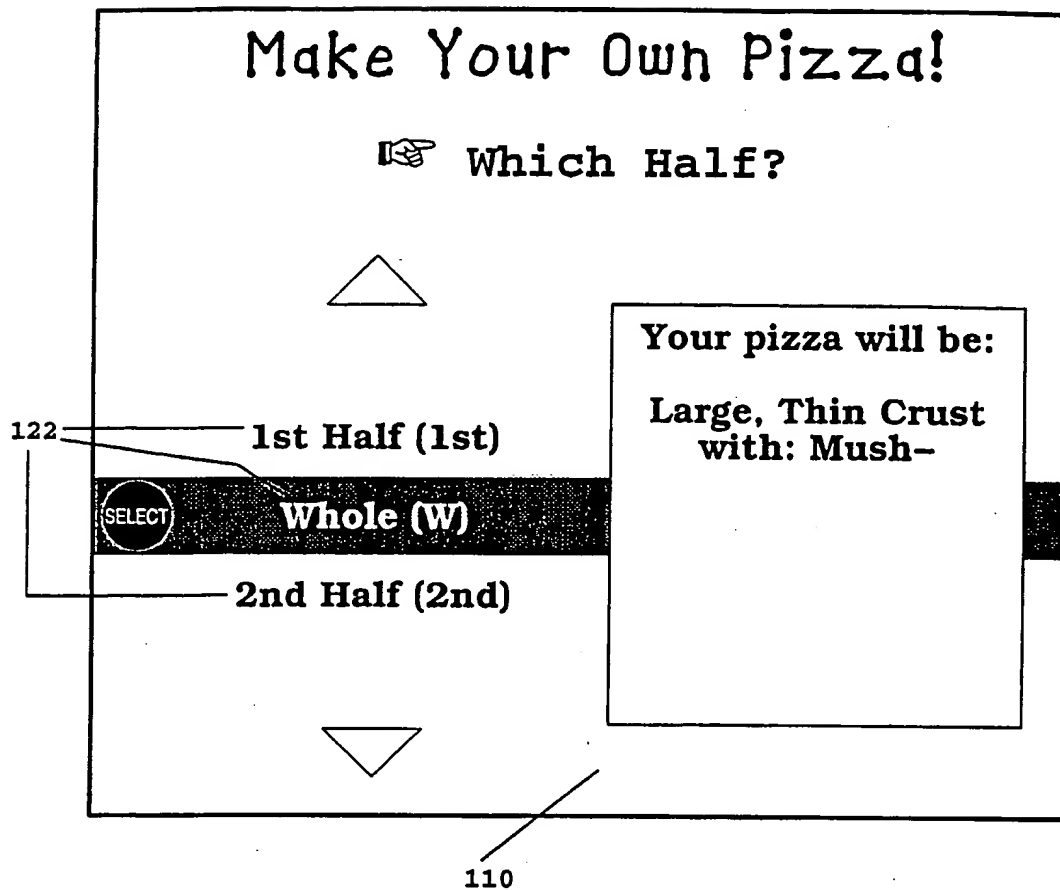 Make Your Own Pizza!
☞ Which Half?
Your pizza will be:
Large, Thin Crust
with: Mush–
122
1st Half (1st)
SELECT
Whole (W)
2nd Half (2nd)
110